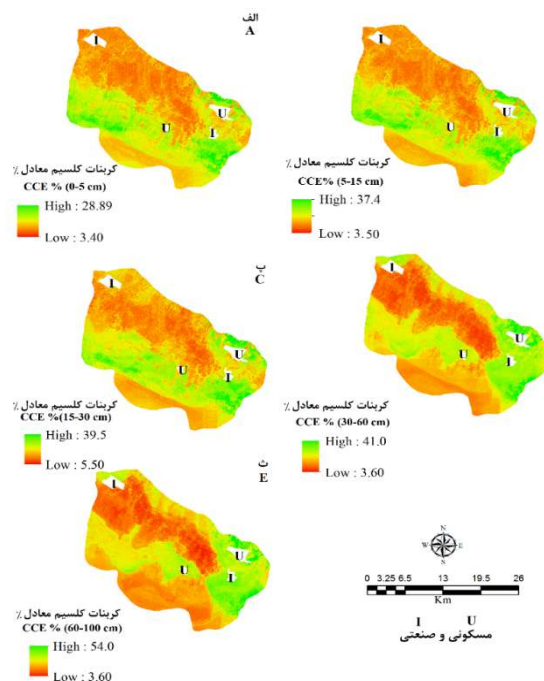 الف
A
I
U
U
I
کربنات کلسیم معادل ٪
CCE % (0-5 cm)
High : 28.89
Low : 3.40
I
U
U
I
کربنات کلسیم معادل ٪
CCE% (5-15 cm)
High : 37.4
Low : 3.50
پ
C
I
U
U
I
کربنات کلسیم معادل ٪
CCE %(15-30 cm)
High : 39.5
Low : 5.50
I
U
U
I
کربنات کلسیم معادل ٪
CCE % (30-60 cm)
High : 41.0
Low : 3.60
ث
E
I
U
U
I
کربنات کلسیم معادل ٪
CCE % (60-100 cm)
High : 54.0
Low : 3.60
N
W E
S
0 3.25 6.5 13 19.5 26
Km
I U
مسکونی و صنعتی